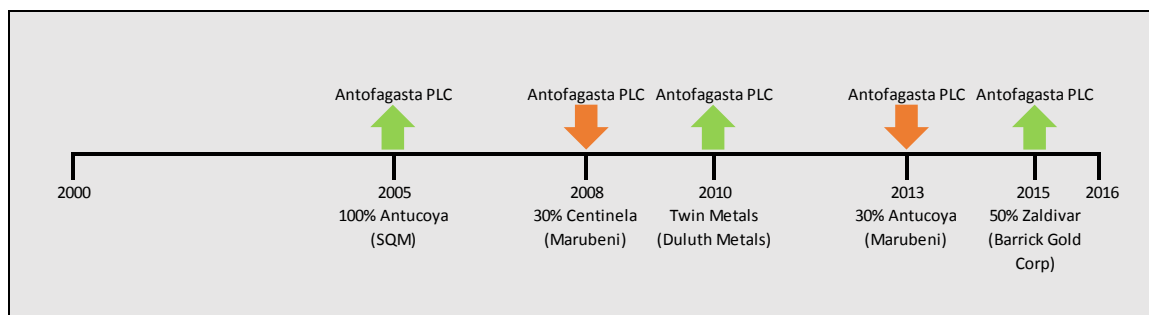 Antofagasta PLC
Antofagasta PLC
Antofagasta PLC
Antofagasta PLC
Antofagasta PLC
2000
2005
2008
2010
2013
2015
2016
100% Antucoya
(SQM)
30% Centinela
(Marubeni)
Twin Metals
(Duluth Metals)
30% Antucoya
(Marubeni)
50% Zaldivar
(Barrick Gold
Corp)